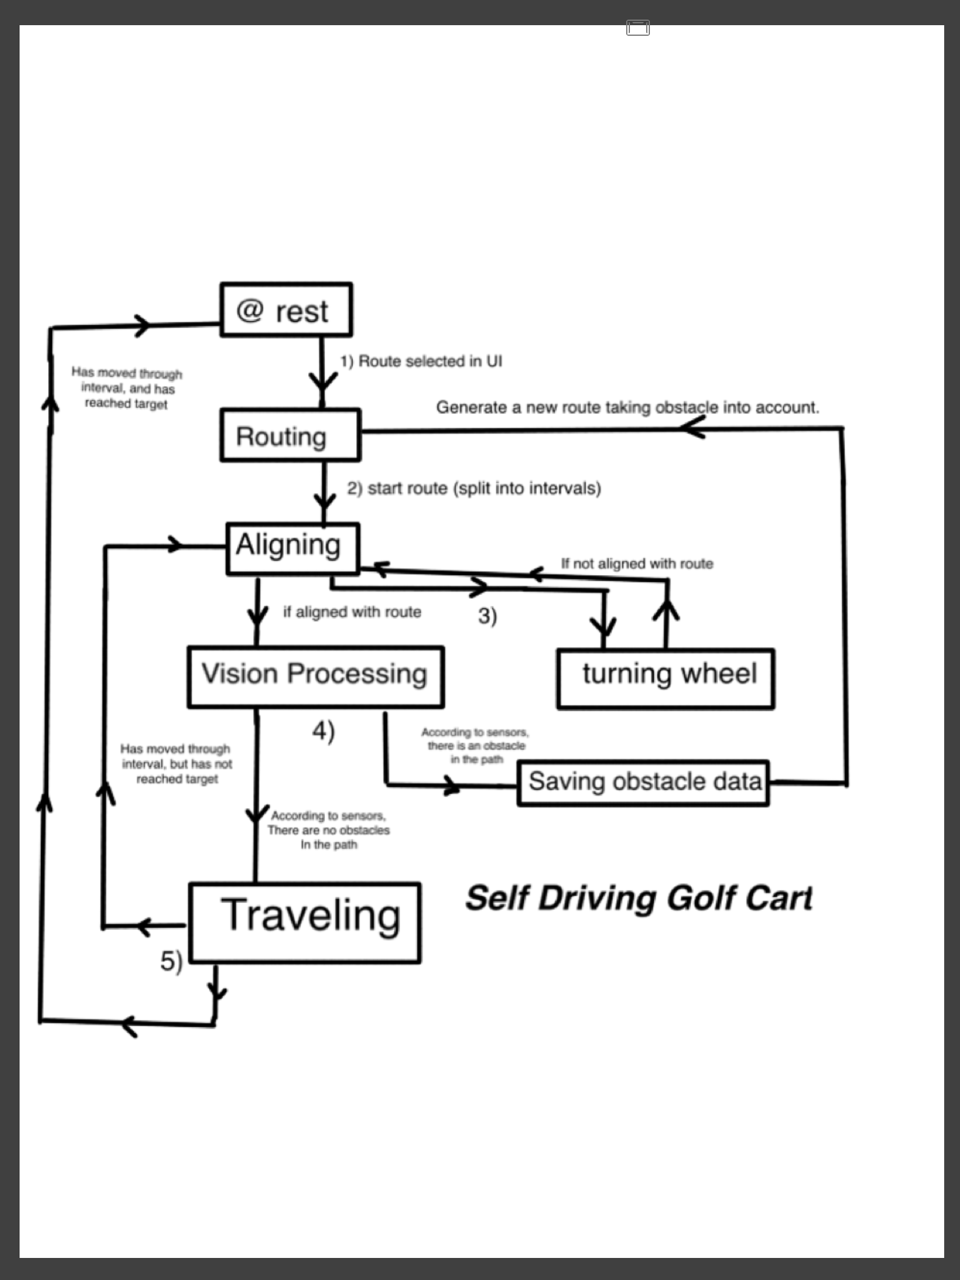 @ rest
1) Route selected in UI
Has moved through
interval, and has
reached target
Generate a new route taking obstacle into account.
Routing
2) start route (split into intervals)
Aligning
If not aligned with route
if aligned with route
3)
Vision Processing
turning wheel
4)
According to sensors,
there is an obstacle
in the path
Has moved through
interval, but has not
reached target
Saving obstacle data
According to sensors,
There are no obstacles
In the path
Traveling
Self Driving Golf Cart
5)